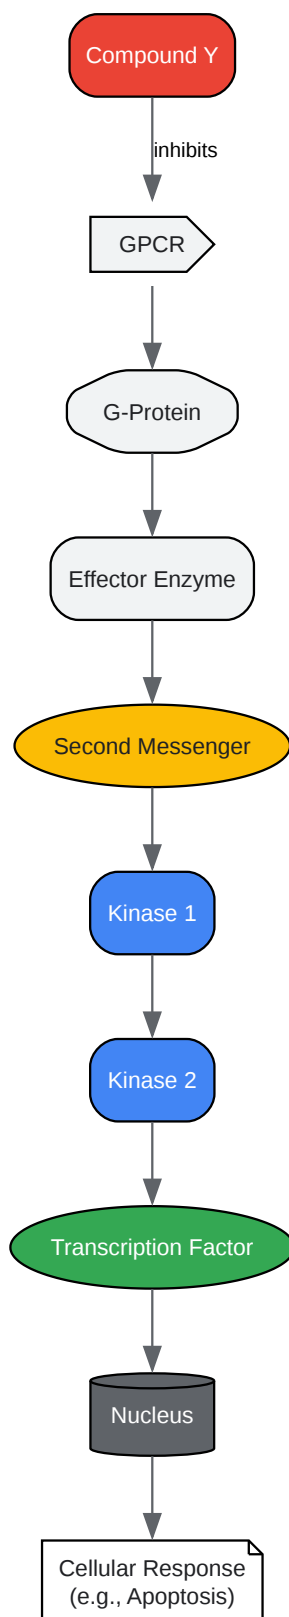 Compound Y
inhibits
GPCR
G-Protein
Effector Enzyme
Second Messenger
Kinase 1
Kinase 2
Transcription Factor
Nucleus
Cellular Response
(e.g., Apoptosis)